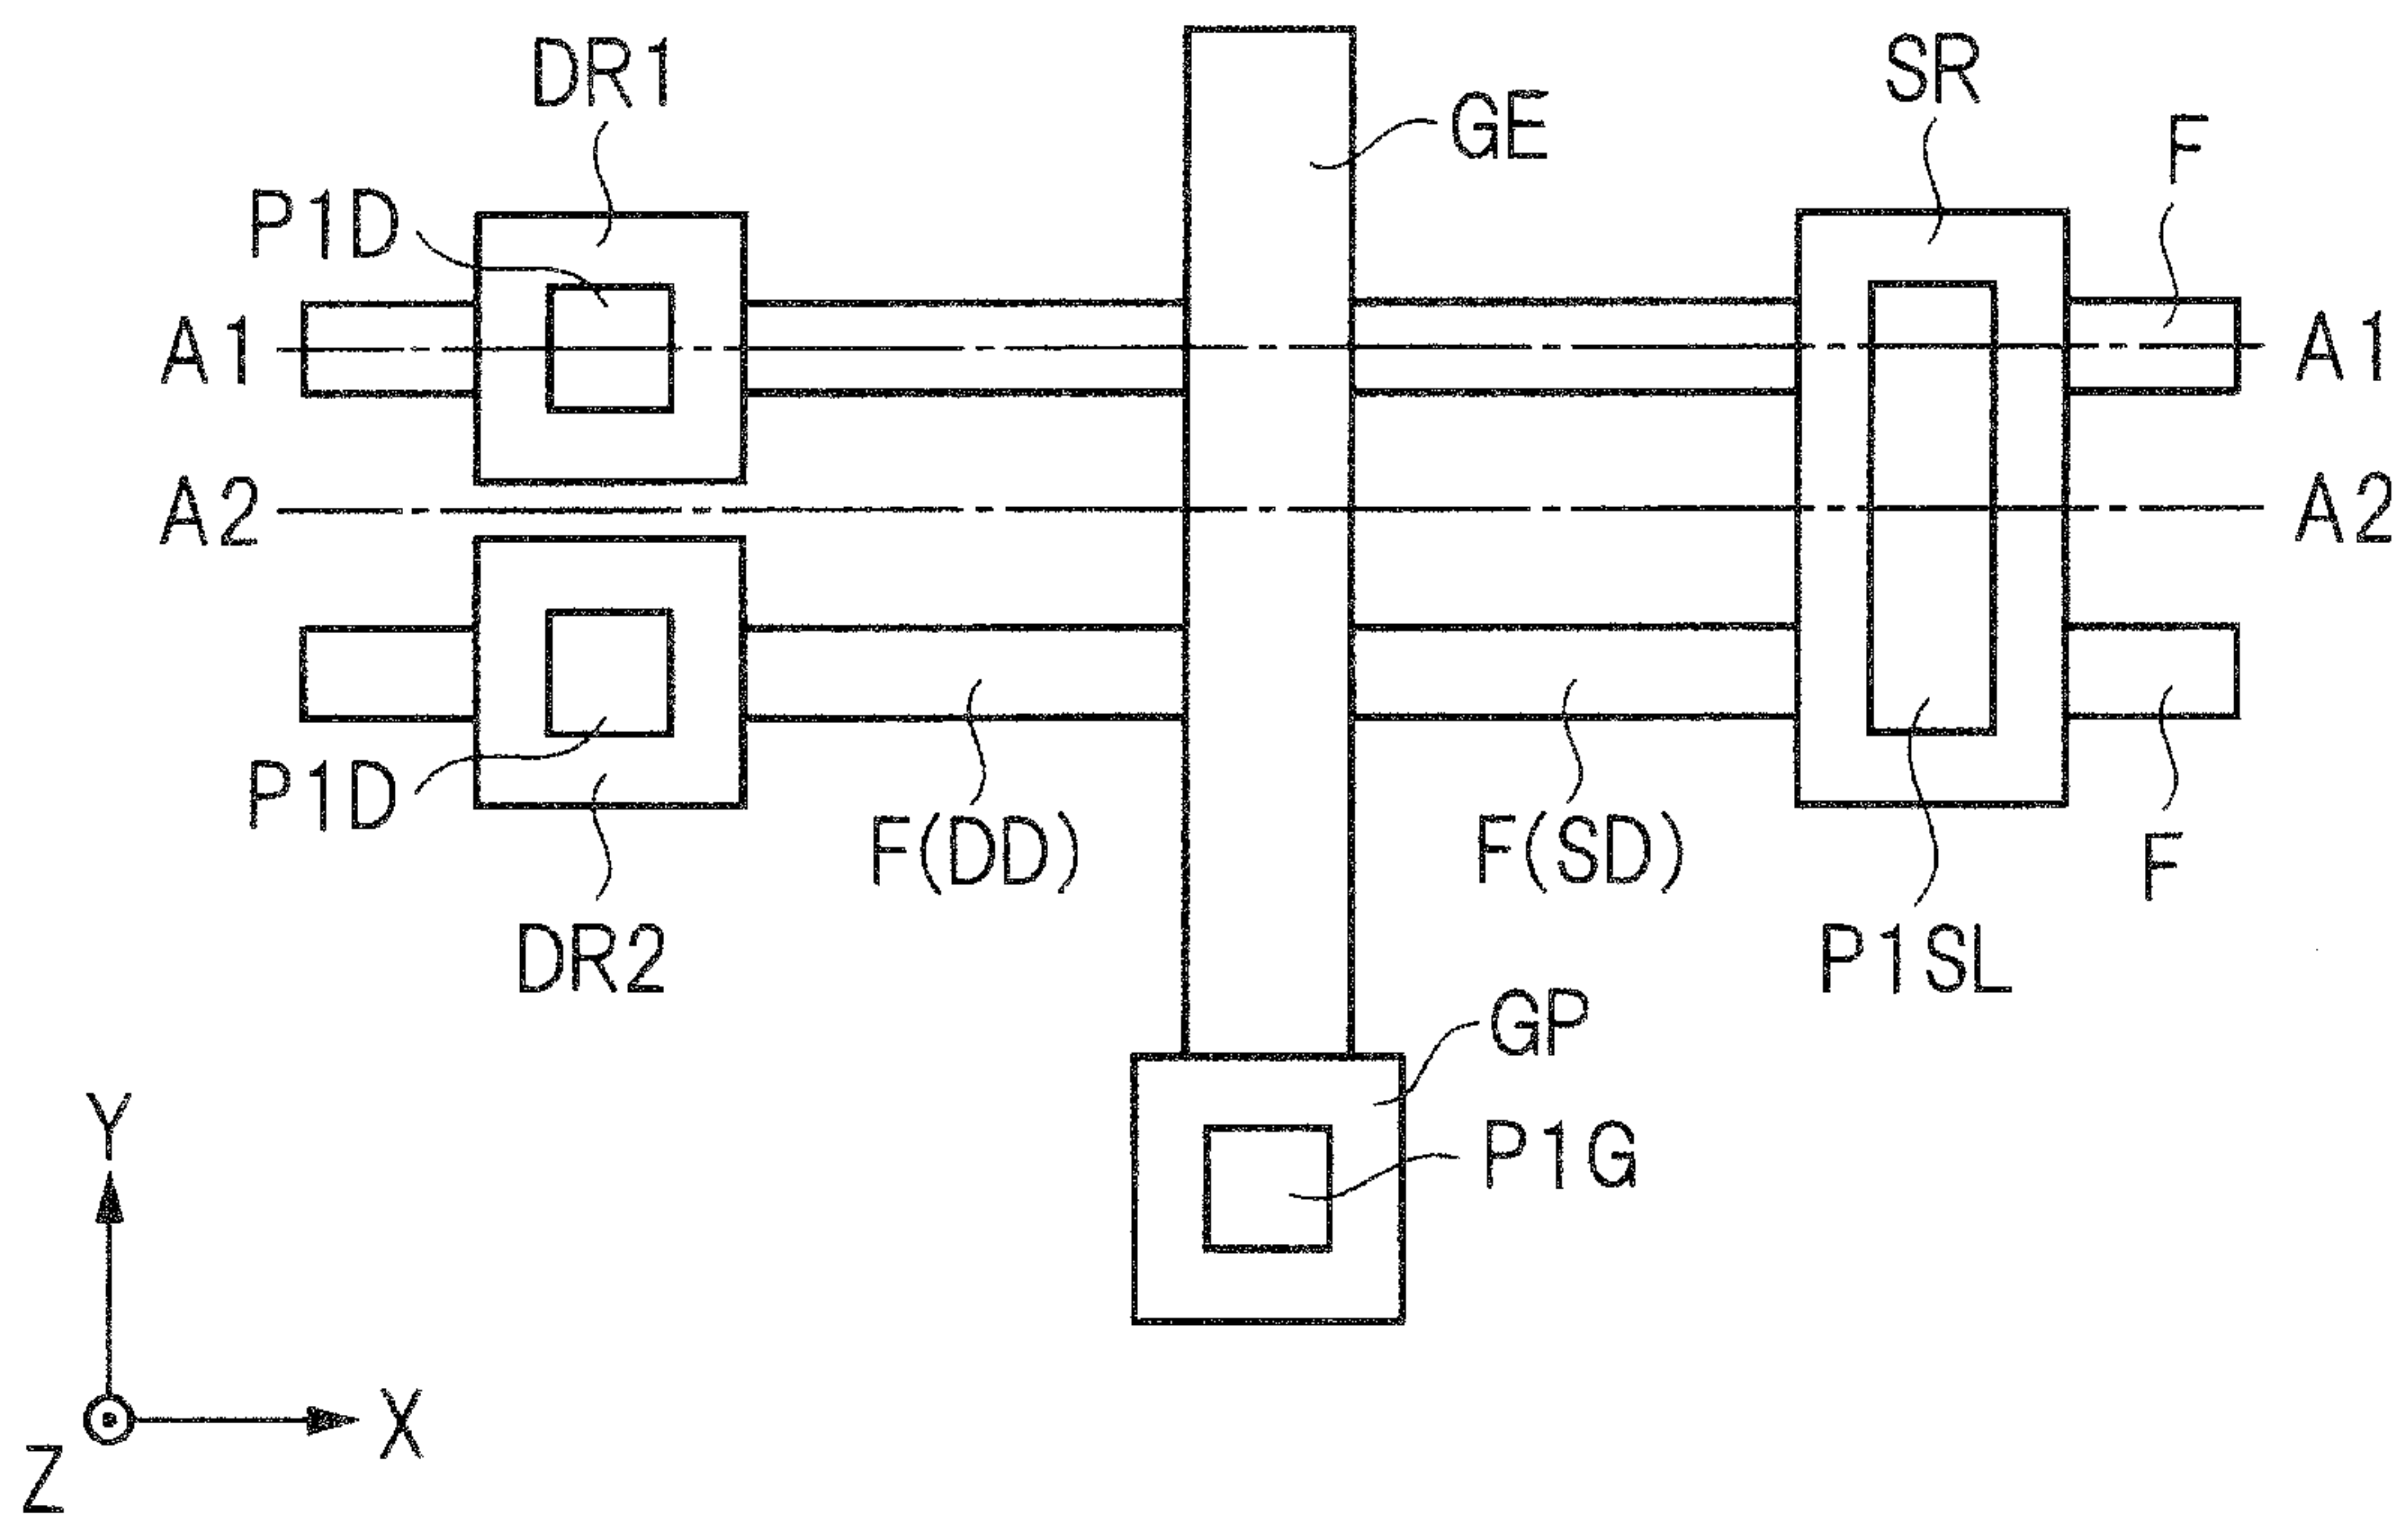 DR1
SR
GE
F
P1D
A1
A1
A2
A2
P1D
F(DD)
F(SD)
F
DR2
P1SL
GP
Y
P1G
X
Z